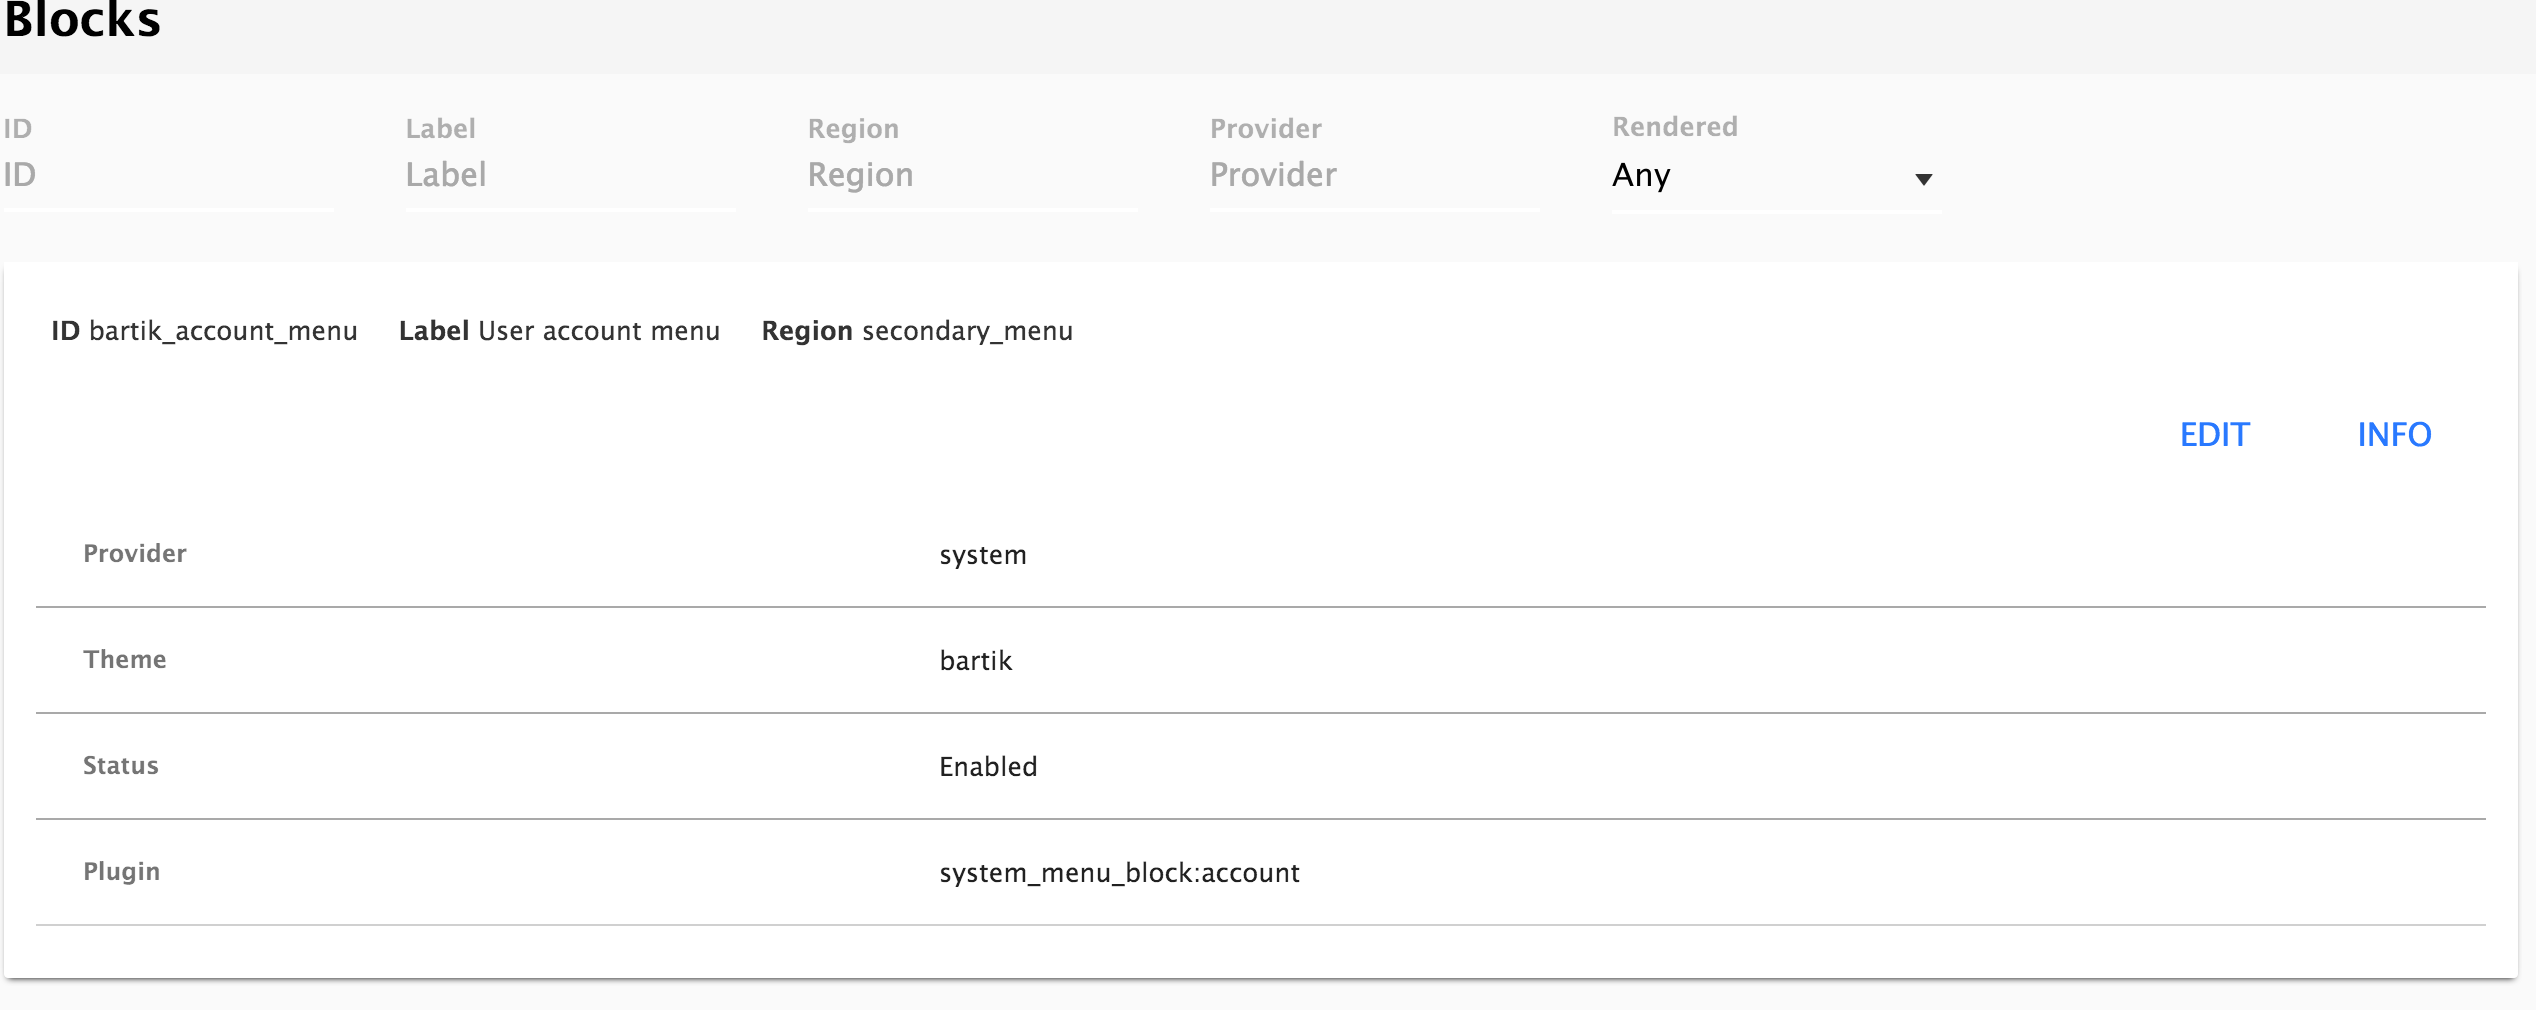 Blocks
ID Label Region Provider Rendered
ID Label Region Provider Any
ID bartik_account_menu Label User account menu Region secondary_menu
EDIT INFO
Provider system
Theme bartik
Status Enabled
Plugin system_menu_block:account